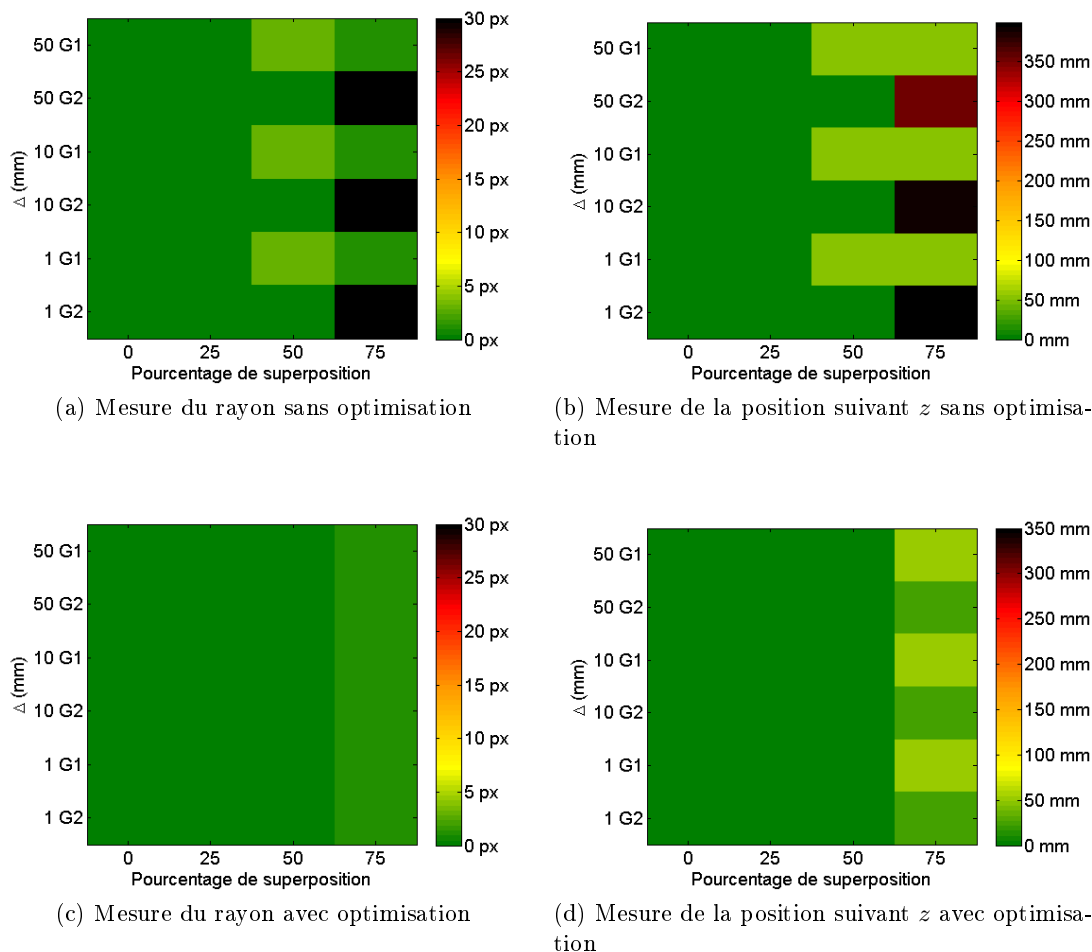 50 G1
50 G2
10 G1
10 G2
1 G1
1 G2
Δ (mm)
0 25 50 75
Pourcentage de superposition
30 px
25 px
20 px
15 px
10 px
5 px
0 px
(a) Mesure du rayon sans optimisation
50 G1
50 G2
10 G1
10 G2
1 G1
1 G2
Δ (mm)
0 25 50 75
Pourcentage de superposition
350 mm
300 mm
250 mm
200 mm
150 mm
100 mm
50 mm
0 mm
(b) Mesure de la position suivant z sans optimisa-
tion
50 G1
50 G2
10 G1
10 G2
1 G1
1 G2
Δ (mm)
0 25 50 75
Pourcentage de superposition
30 px
25 px
20 px
15 px
10 px
5 px
0 px
(c) Mesure du rayon avec optimisation
50 G1
50 G2
10 G1
10 G2
1 G1
1 G2
Δ (mm)
0 25 50 75
Pourcentage de superposition
350 mm
300 mm
250 mm
200 mm
150 mm
100 mm
50 mm
0 mm
(d) Mesure de la position suivant z avec optimisa-
tion